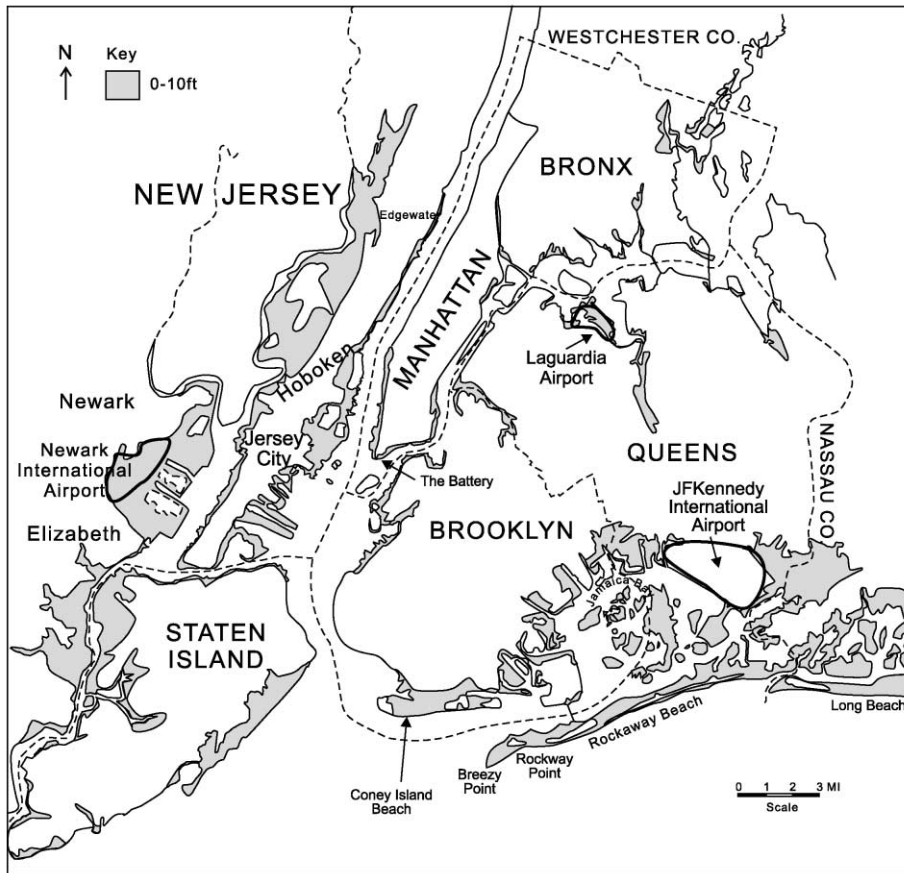 WESTCHESTER CO.
N
Key
0-10ft
BRONX
NEW JERSEY
Edgewater
MANHATTAN
Hoboken
Laguardia
Airport
Newark
Newark
International
Airport
Jersey
City
QUEENS
NASSAU CO.
The Battery
JFKennedy
International
Airport
Elizabeth
BROOKLYN
Jamaica Ba
STATEN
ISLAND
Long Beach
Rockaway Beach
Rockway
Point
Breezy
Point
Coney Island
Beach
0 1 2 3 MI
Scale